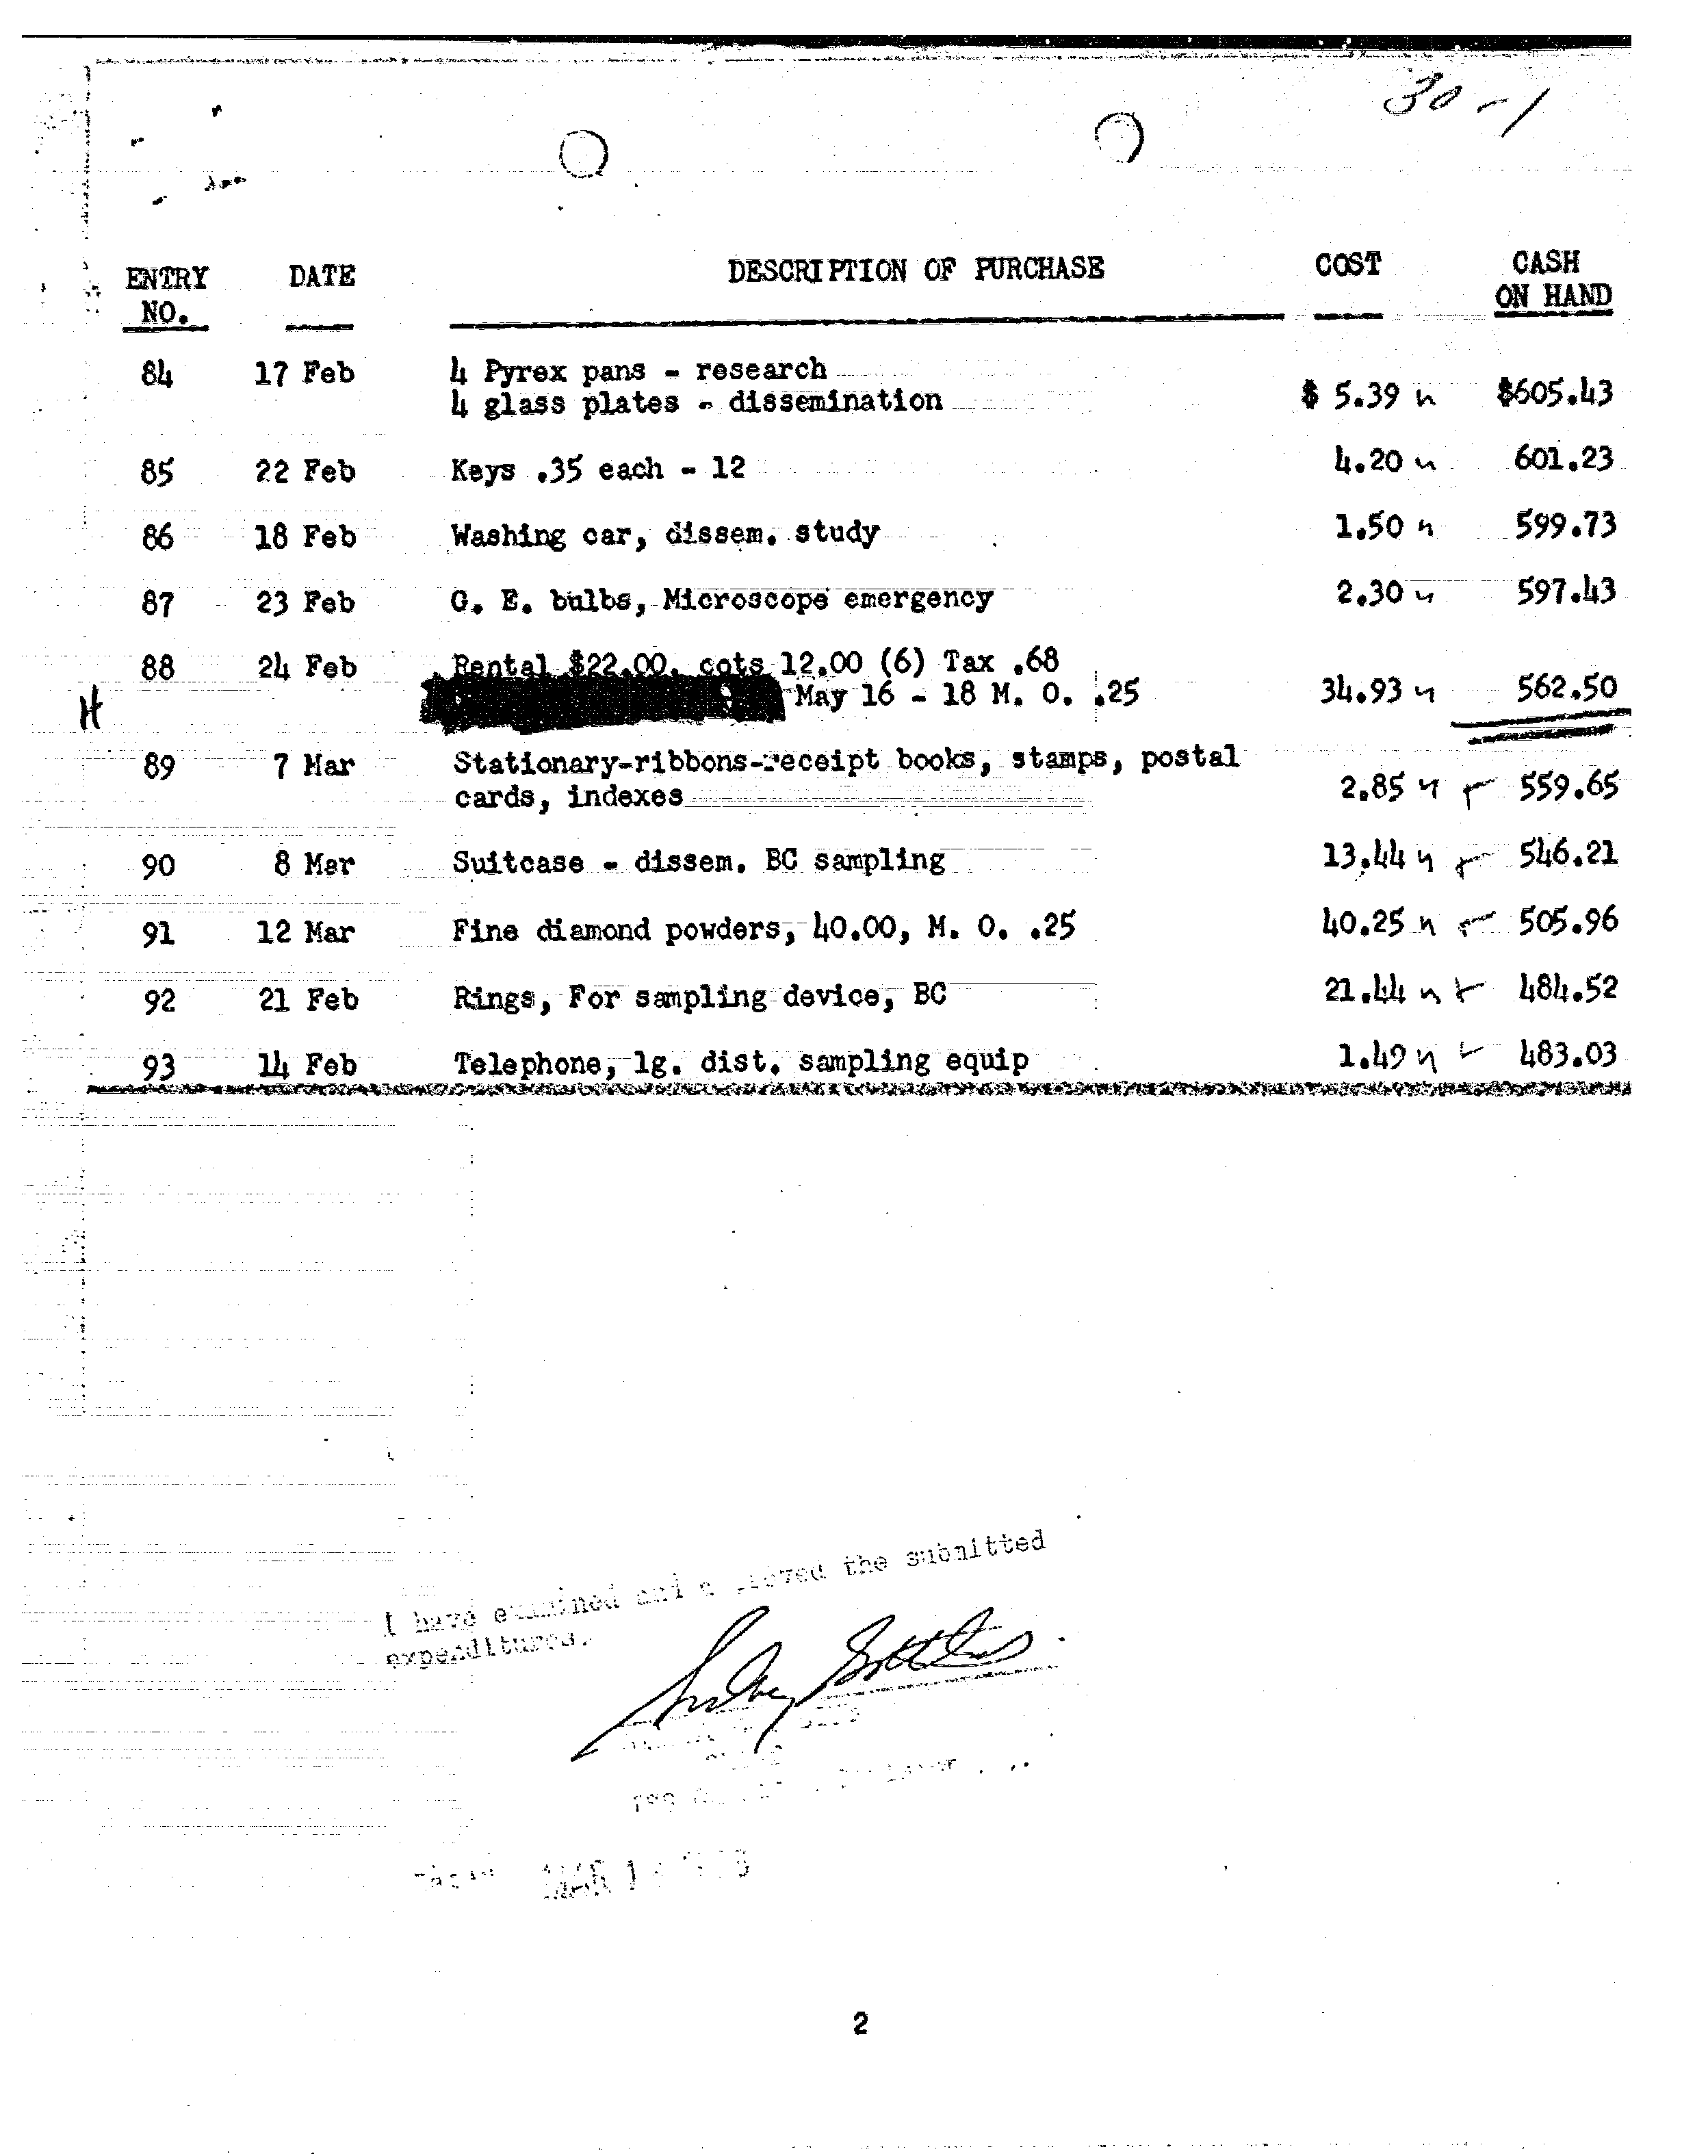 30-1
ENTRY NO. DATE DESCRIPTION OF PURCHASE COST CASH ON HAND
84 17 Feb 4 Pyrex pans - research
4 glass plates - dissemination $ 5.39 $605.43
85 22 Feb Keys .35 each - 12 4.20 601.23
86 18 Feb Washing car, dissem. study 1.50 599.73
87 23 Feb G. E. bulbs, Microscope emergency 2.30 597.43
88 24 Feb Rental $22.00, cots 12.00 (6) Tax .68
H May 16 - 18 M. O. .25 34.93 562.50
89 7 Mar Stationary-ribbons-receipt books, stamps, postal
cards, indexes 2.85 559.65
90 8 Mar Suitcase - dissem. BC sampling 13.44 546.21
91 12 Mar Fine diamond powders, 40.00, M. O. .25 40.25 505.96
92 21 Feb Rings, For sampling device, BC 21.44 484.52
93 14 Feb Telephone, lg. dist. sampling equip 1.49 483.03
I have examined and the submitted
expenditures.
MAR
2